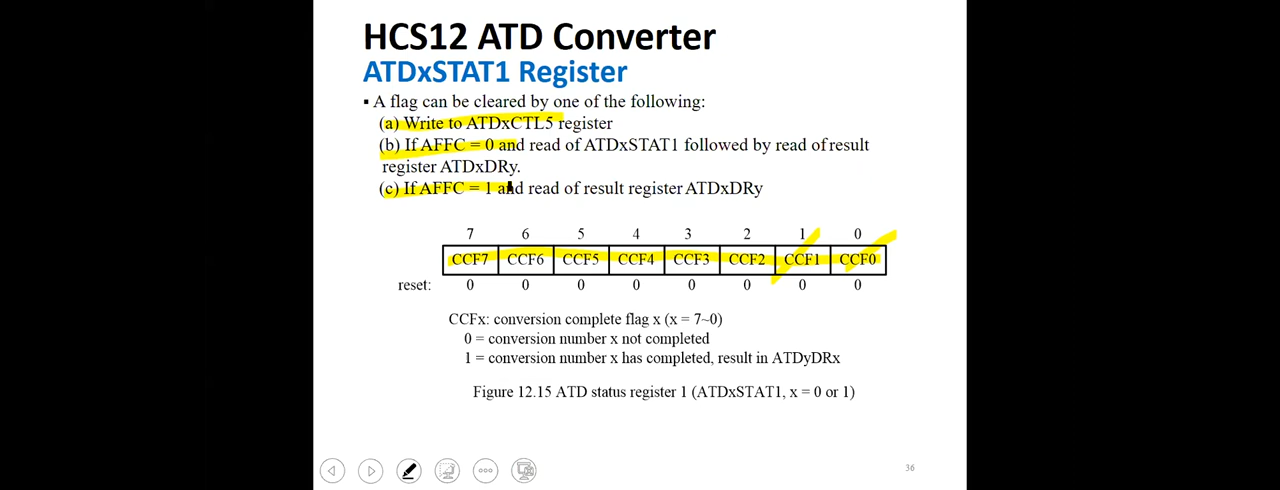 HCS12 ATD Converter
ATDxSTAT1 Register
▪ A flag can be cleared by one of the following:
(a) Write to ATDxCTL5 register
(b) If AFFC = 0 and read of ATDxSTAT1 followed by read of result
register ATDxDRy.
(c) If AFFC = 1 and read of result register ATDxDRy
7 6 5 4 3 2 1 0
CCF7 CCF6 CCF5 CCF4 CCF3 CCF2 CCF1 CCF0
reset: 0 0 0 0 0 0 0 0
CCFx: conversion complete flag x (x = 7~0)
0 = conversion number x not completed
1 = conversion number x has completed, result in ATDyDRx
Figure 12.15 ATD status register 1 (ATDxSTAT1, x = 0 or 1)
36